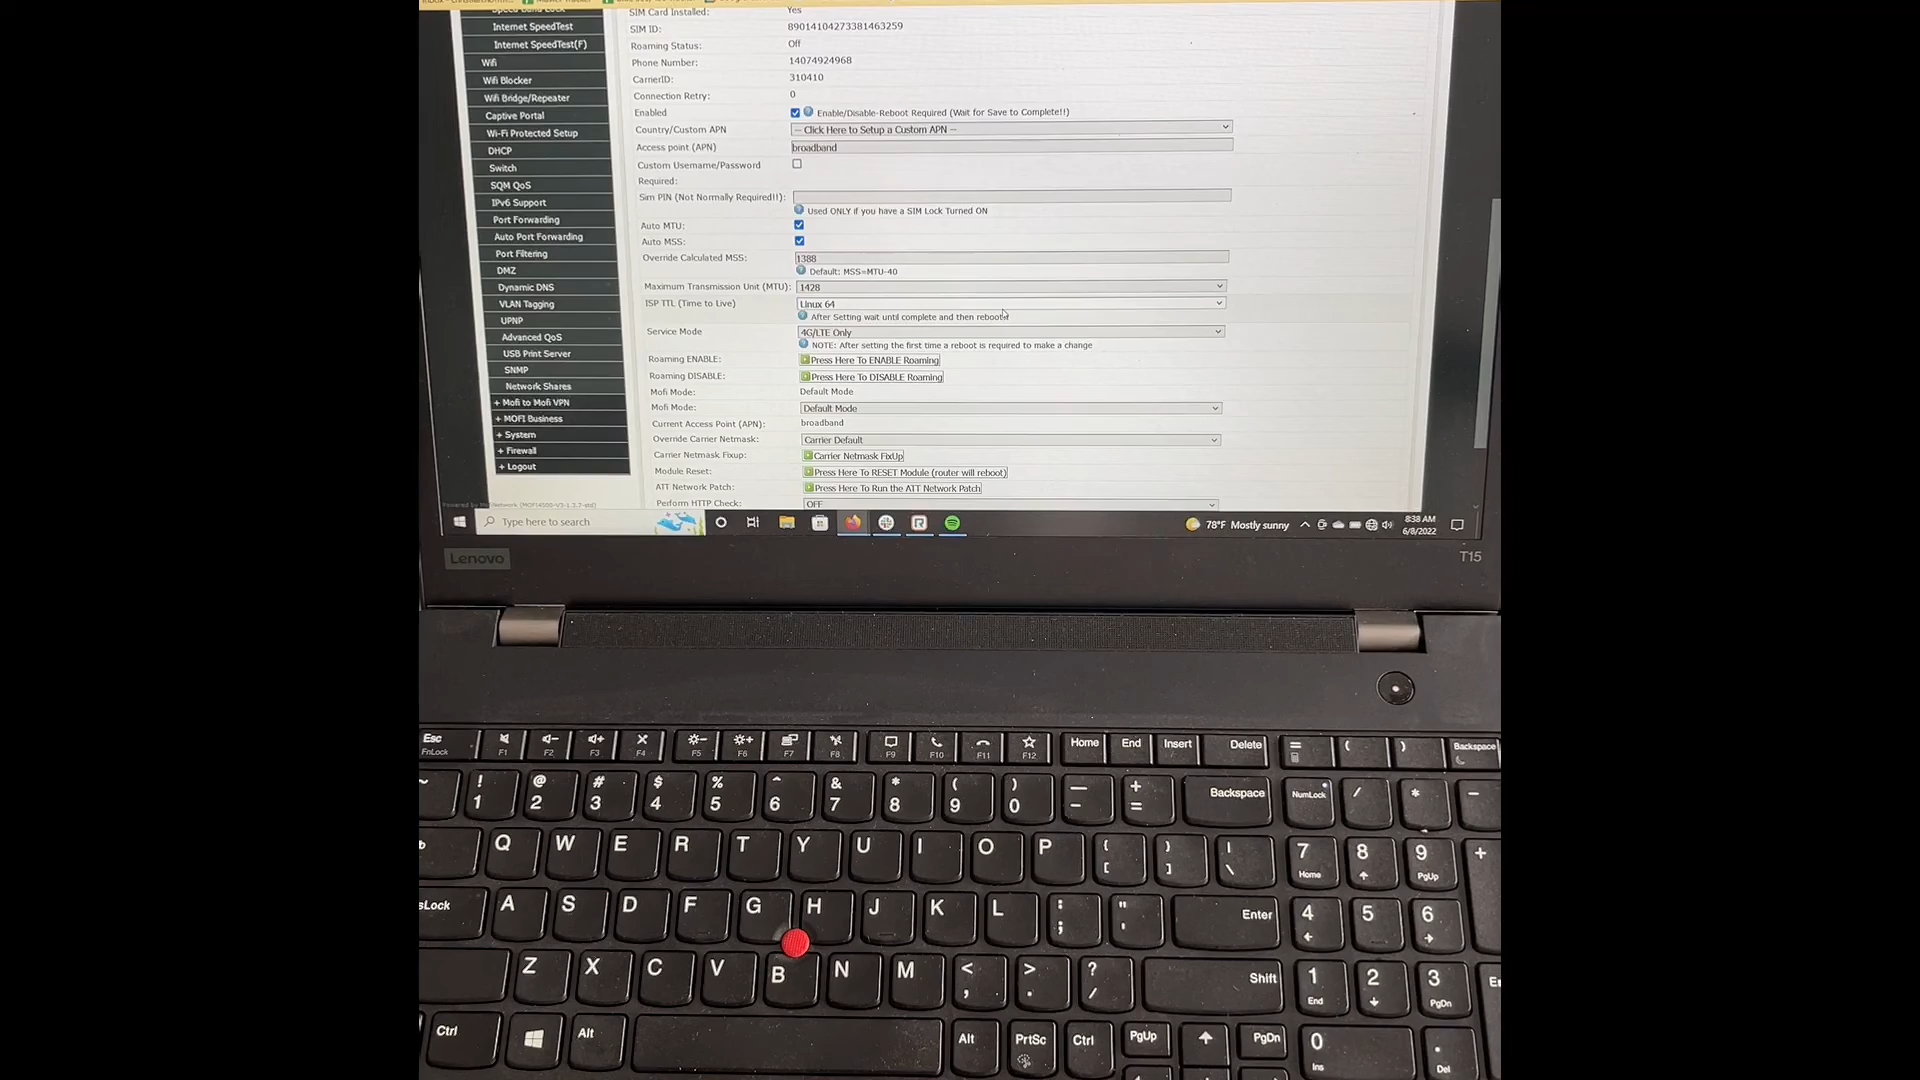 SIM Card Installed: Yes
Internet SpeedTest
SIM ID: 89014104273381463259
Internet SpeedTest(F)
Roaming Status: Off
Wifi
Phone Number: 14074924968
Wifi Blocker
CarrierID: 310410
Wifi Bridge/Repeater
Connection Retry: 0
Captive Portal
Enabled Enable/Disable-Reboot Required (Wait for Save to Complete!!)
Wi-Fi Protected Setup
Country/Custom APN -- Click Here to Setup a Custom APN --
DHCP
Access point (APN) broadband
Switch
Custom Username/Password
Required:
SQM QoS
Sim PIN (Not Normally Required!!):
IPv6 Support
Used ONLY if you have a SIM Lock Turned ON
Port Forwarding
Auto MTU:
Auto Port Forwarding
Auto MSS:
Port Filtering
Override Calculated MSS: 1388
DMZ
Default: MSS=MTU-40
Dynamic DNS
Maximum Transmission Unit (MTU): 1428
VLAN Tagging
ISP TTL (Time to Live) Linux 64
UPNP
After Setting wait until complete and then reboot!
Advanced QoS
Service Mode 4G/LTE Only
USB Print Server
NOTE: After setting the first time a reboot is required to make a change
SNMP
Roaming ENABLE: Press Here To ENABLE Roaming
Network Shares
Roaming DISABLE: Press Here To DISABLE Roaming
+ Mofi to Mofi VPN
Mofi Mode: Default Mode
+ MOFI Business
Mofi Mode: Default Mode
+ System
Current Access Point (APN): broadband
+ Firewall
Override Carrier Netmask: Carrier Default
+ Logout
Carrier Netmask Fixup: Carrier Netmask FixUp
Module Reset: Press Here To RESET Module (router will reboot)
ATT Network Patch: Press Here To Run the ATT Network Patch
Perform HTTP Check: OFF
Type here to search
78°F Mostly sunny
8:38 AM
6/8/2022
Lenovo
T15
Esc Home End Insert Delete = ( ) Backspace
FnLock F1 F2 F3 F4 F5 F6 F7 F8 F9 F10 F11 F12
~ ! @ # $ % ^ & * ( ) — + Backspace NumLock / * −
1 2 3 4 5 6 7 8 9 0 - =
Q W E R T Y U I O P { } | 7 8 9 +
[ ] \ Home PgUp
sLock A S D F G H J K L : " Enter 4 5 6
; '
Z X C V B N M < > ? Shift 1 2 3
, . / End PgDn
Ctrl Alt Alt PrtSc Ctrl PgUp PgDn 0 .
Ins Del